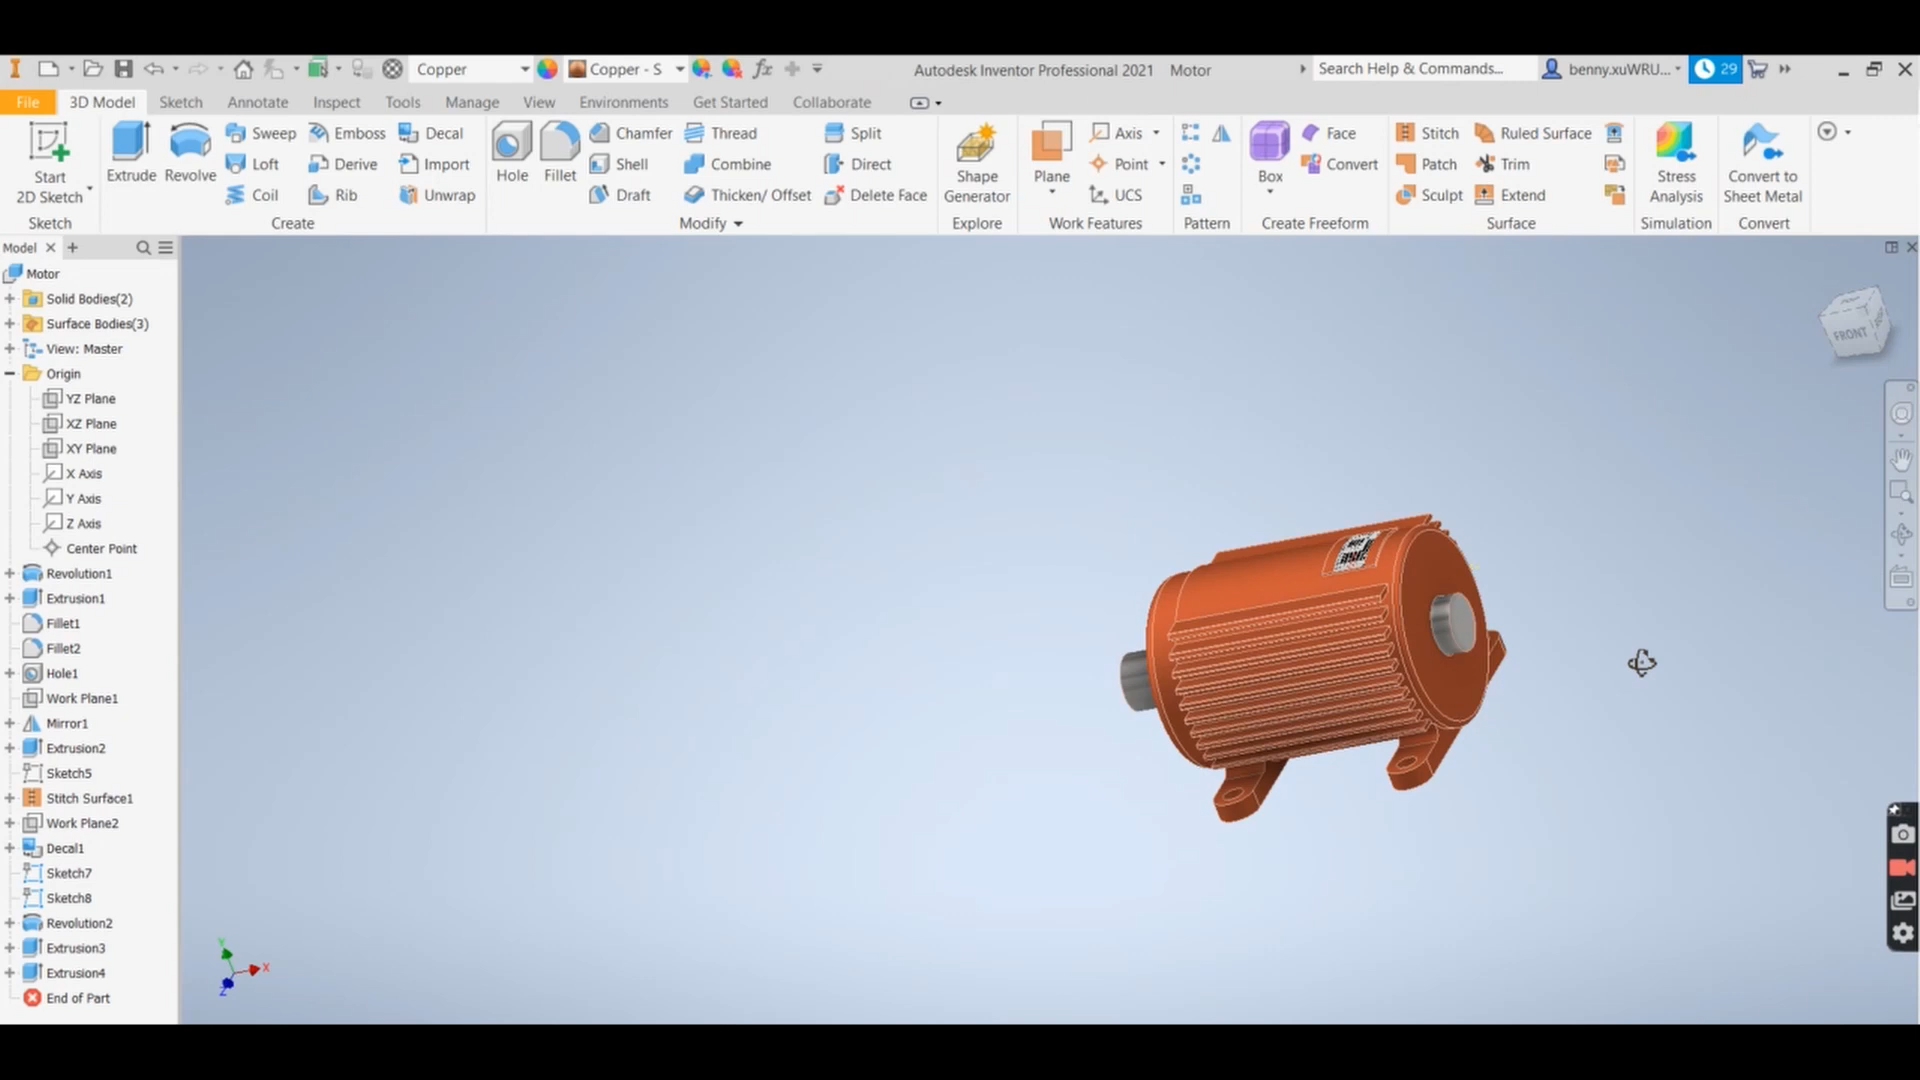 Copper
Copper - S
fx
Autodesk Inventor Professional 2021 Motor
Search Help & Commands...
benny.xuWRU...
29
File 3D Model Sketch Annotate Inspect Tools Manage View Environments Get Started Collaborate
Start
2D Sketch
Extrude
Revolve
Sweep
Loft
Coil
Emboss
Derive
Rib
Decal
Import
Unwrap
Hole
Fillet
Chamfer
Shell
Draft
Thread
Combine
Thicken/ Offset
Split
Direct
Delete Face
Shape
Generator
Plane
Axis
Point
UCS
Box
Face
Convert
Stitch
Patch
Sculpt
Ruled Surface
Trim
Extend
Stress
Analysis
Convert to
Sheet Metal
Sketch Create Modify Explore Work Features Pattern Create Freeform Surface Simulation Convert
Model
Motor
Solid Bodies(2)
Surface Bodies(3)
View: Master
Origin
YZ Plane
XZ Plane
XY Plane
X Axis
Y Axis
Z Axis
Center Point
Revolution1
Extrusion1
Fillet1
Fillet2
Hole1
Work Plane1
Mirror1
Extrusion2
Sketch5
Stitch Surface1
Work Plane2
Decal1
Sketch7
Sketch8
Revolution2
Extrusion3
Extrusion4
End of Part
FRONT
Y
X
Z